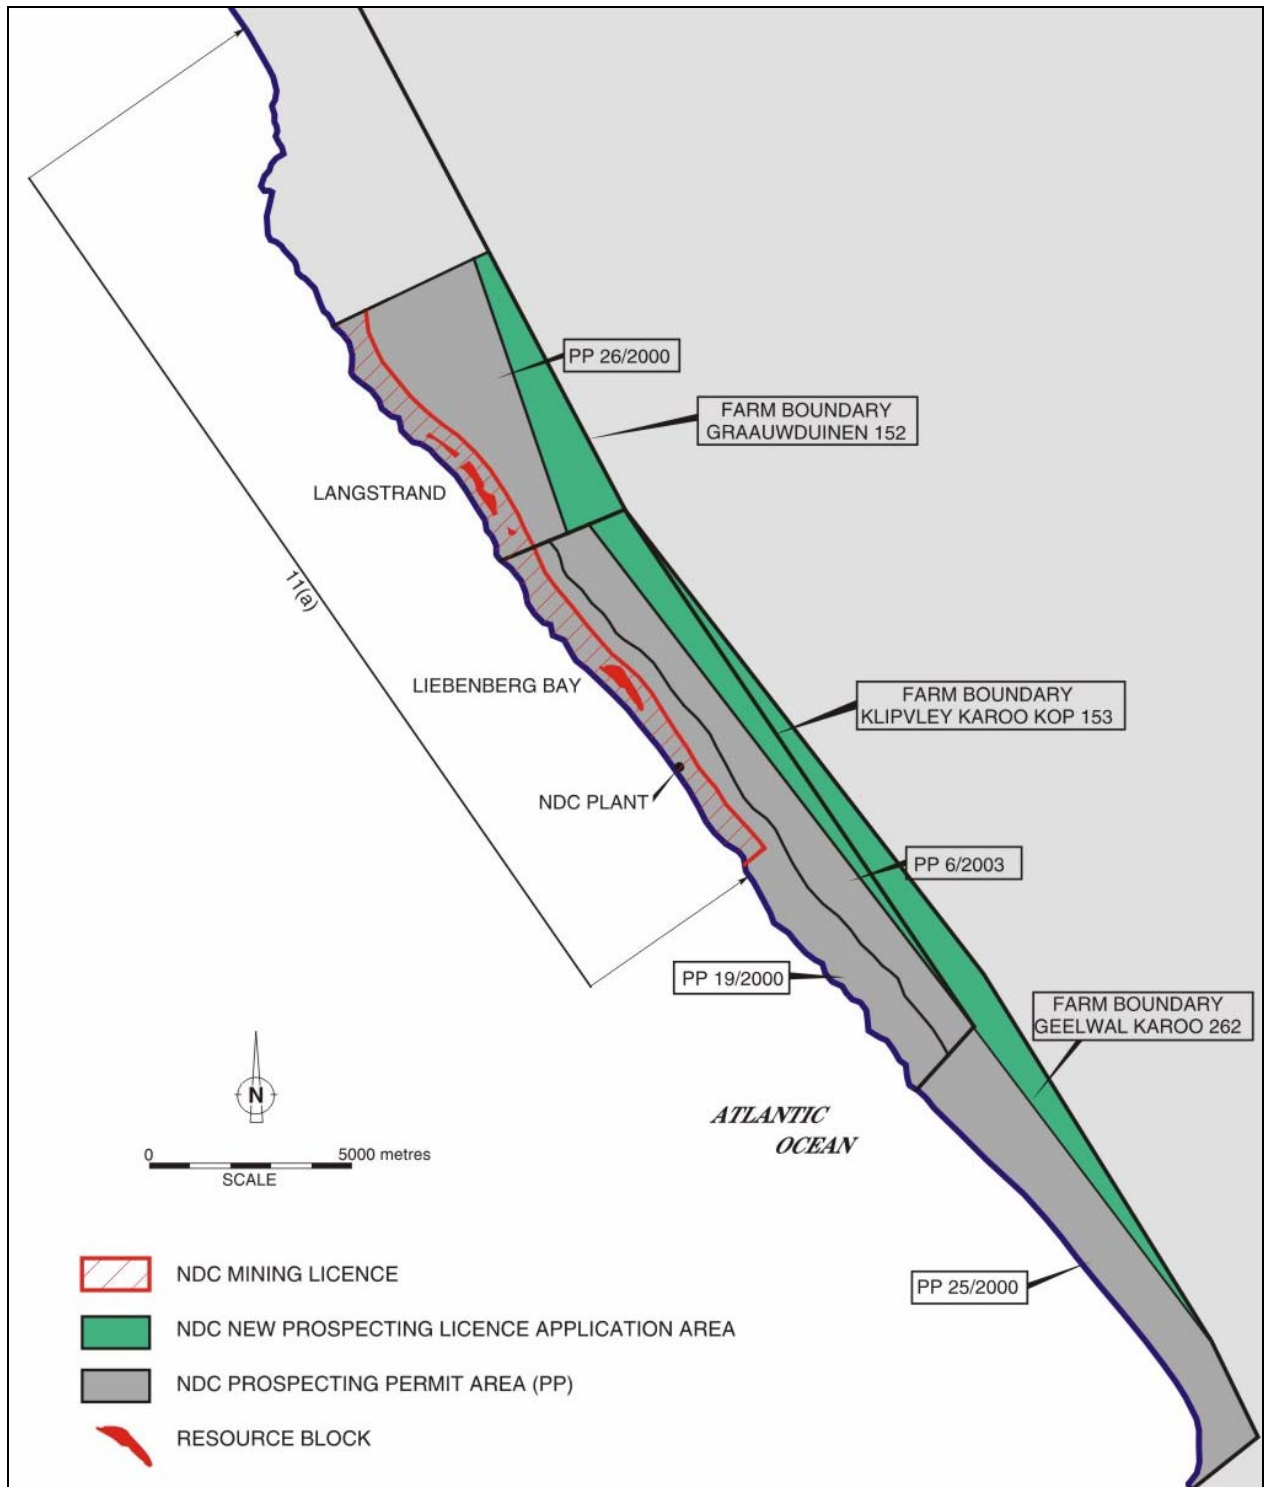 PP 26/2000
FARM BOUNDARY
GRAAUWDUINEN 152
LANGSTRAND
11(a)
LIEBENBERG BAY
FARM BOUNDARY
KLIPVLEY KAROO KOP 153
NDC PLANT
PP 6/2003
PP 19/2000
FARM BOUNDARY
GEELWAL KAROO 262
N
ATLANTIC
OCEAN
0 5000 metres
SCALE
PP 25/2000
NDC MINING LICENCE
NDC NEW PROSPECTING LICENCE APPLICATION AREA
NDC PROSPECTING PERMIT AREA (PP)
RESOURCE BLOCK